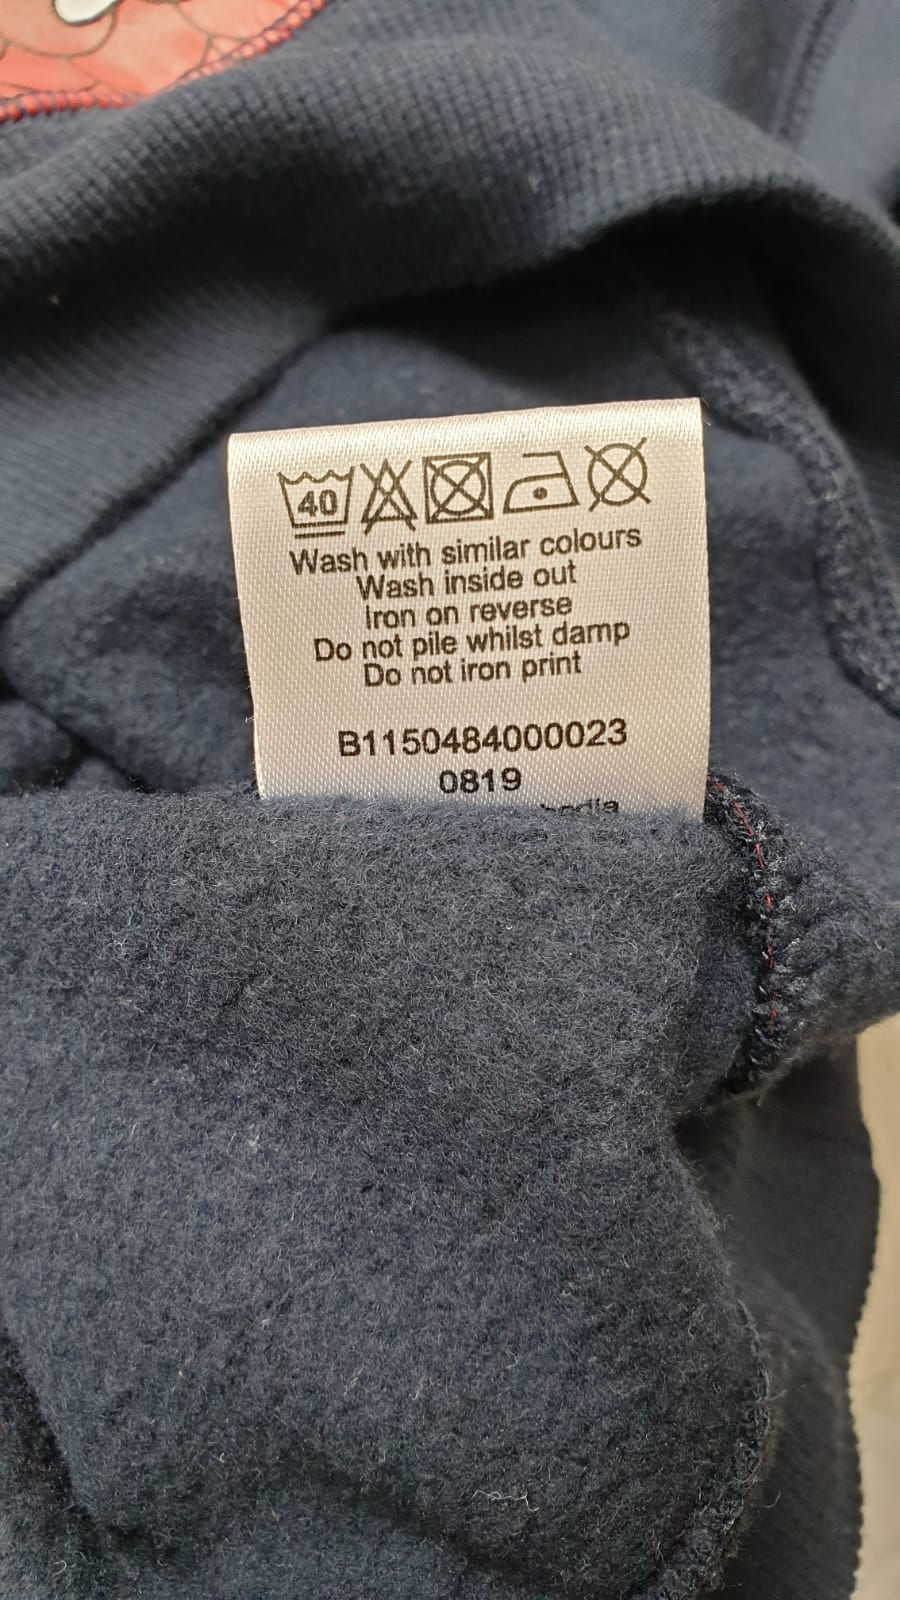 40
Wash with similar colours
Wash inside out
Iron on reverse
Do not pile whilst damp
Do not iron print
B1150484000023
0819